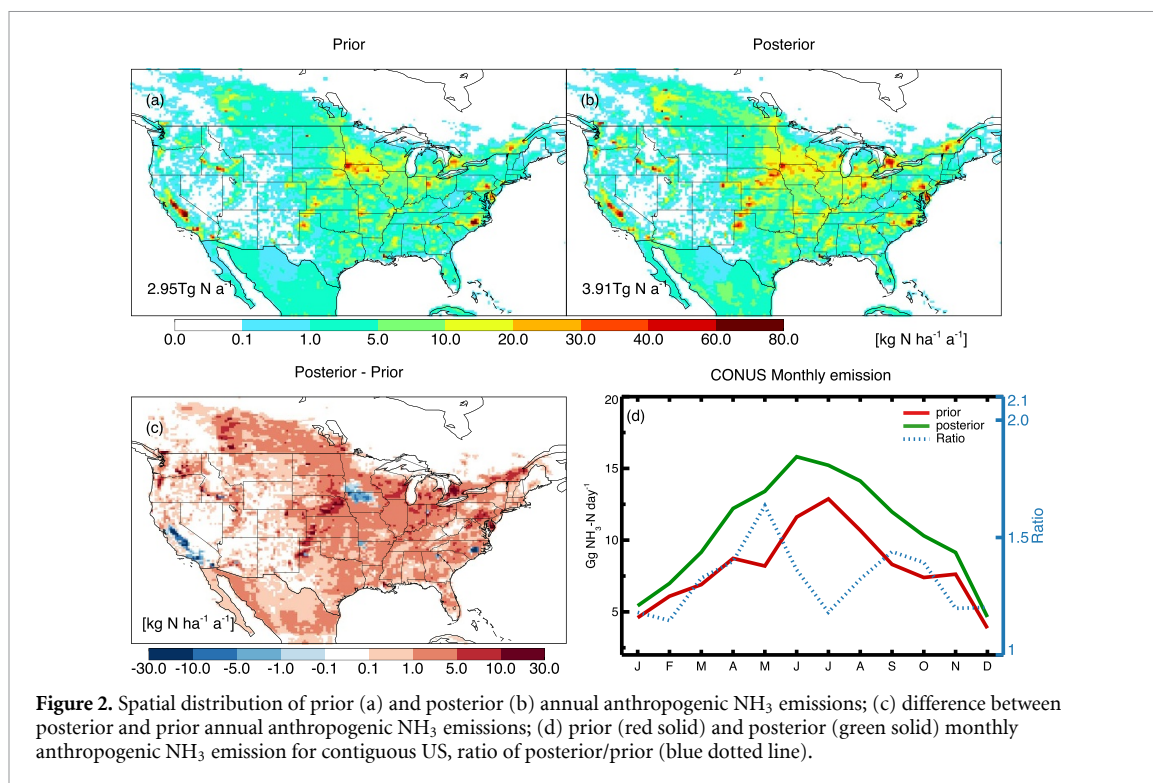 Prior
Posterior
(a)
(b)
2.95Tg N a⁻¹
3.91Tg N a⁻¹
0.0 0.1 1.0 5.0 10.0 20.0 30.0 40.0 60.0 80.0 [kg N ha⁻¹ a⁻¹]
Posterior - Prior
(c)
[kg N ha⁻¹ a⁻¹]
-30.0 -10.0 -5.0 -1.0 -0.1 0.1 1.0 5.0 10.0 30.0
CONUS Monthly emission
(d)
prior
posterior
Ratio
20
15
10
5
Gg NH₃-N day⁻¹
2.1
2.0
1.5
1
Ratio
J F M A M J J A S O N D
Figure 2. Spatial distribution of prior (a) and posterior (b) annual anthropogenic NH₃ emissions; (c) difference between
posterior and prior annual anthropogenic NH₃ emissions; (d) prior (red solid) and posterior (green solid) monthly
anthropogenic NH₃ emission for contiguous US, ratio of posterior/prior (blue dotted line).